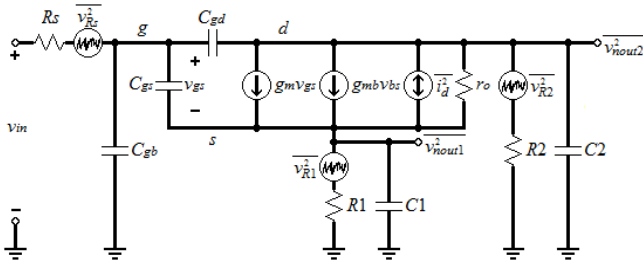 Rs
v²Rs
g
Cgd
d
v²nout2
+
+
Cgs
vgs
gmvgs
gmbvbs
i²d
ro
v²R2
−
vin
s
v²nout1
Cgb
v²R1
R2
C2
R1
C1
−